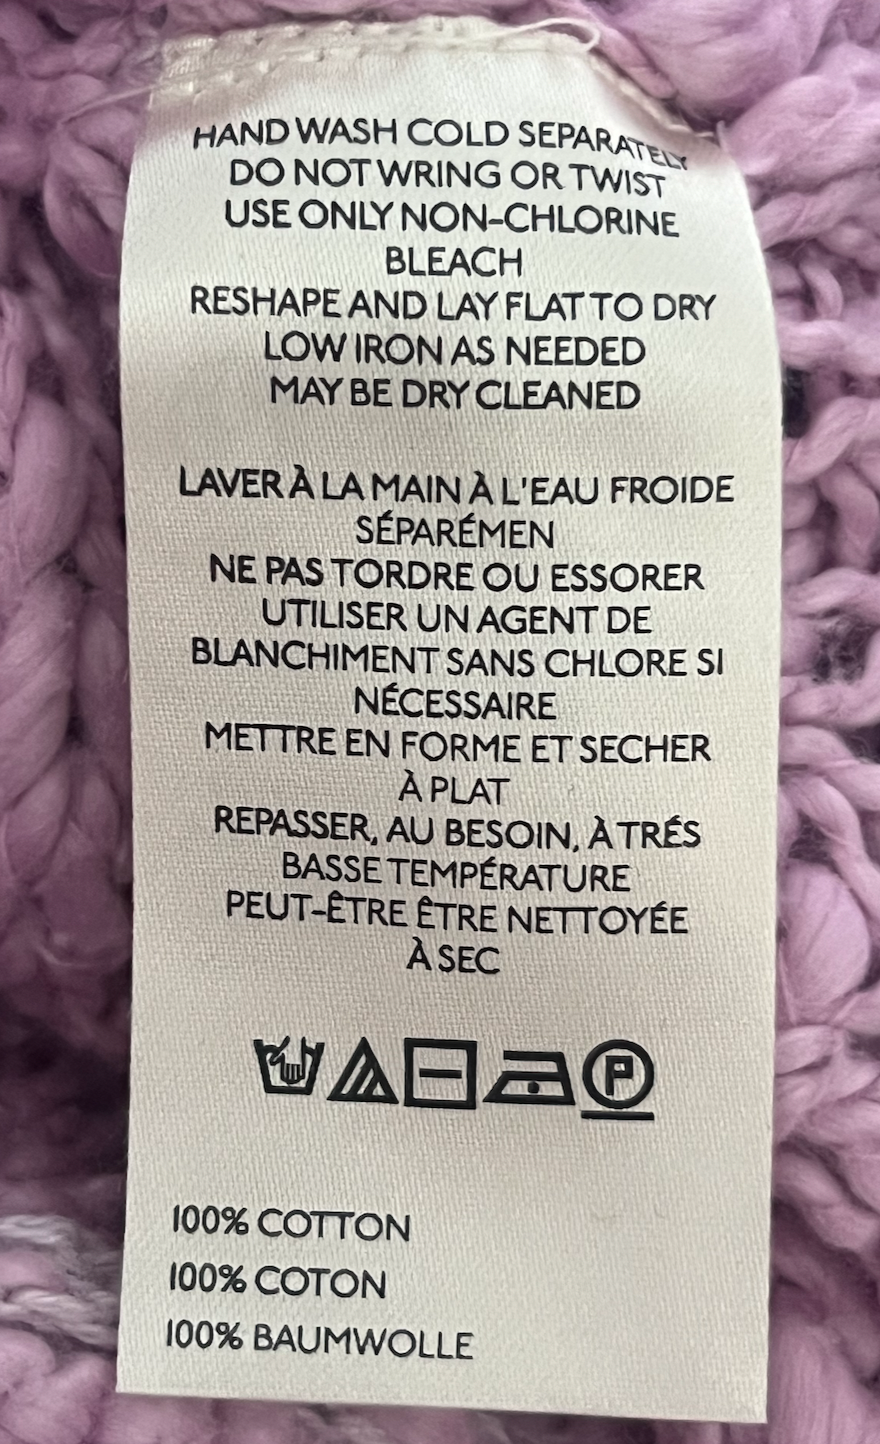 HAND WASH COLD SEPARATELY
DO NOT WRING OR TWIST
USE ONLY NON-CHLORINE
BLEACH
RESHAPE AND LAY FLAT TO DRY
LOW IRON AS NEEDED
MAY BE DRY CLEANED
LAVER À LA MAIN À L'EAU FROIDE
SÉPARÉMEN
NE PAS TORDRE OU ESSORER
UTILISER UN AGENT DE
BLANCHIMENT SANS CHLORE SI
NÉCESSAIRE
METTRE EN FORME ET SECHER
À PLAT
REPASSER, AU BESOIN, À TRÉS
BASSE TEMPÉRATURE
PEUT-ÊTRE ÊTRE NETTOYÉE
À SEC
P
100% COTTON
100% COTON
100% BAUMWOLLE